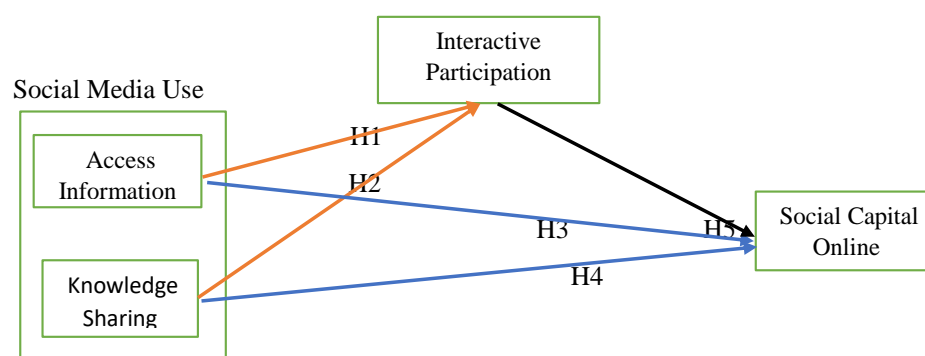 Interactive
Participation
Social Media Use
Access
Information
H1
H2
H3
H5
H4
Social Capital
Online
Knowledge
Sharing